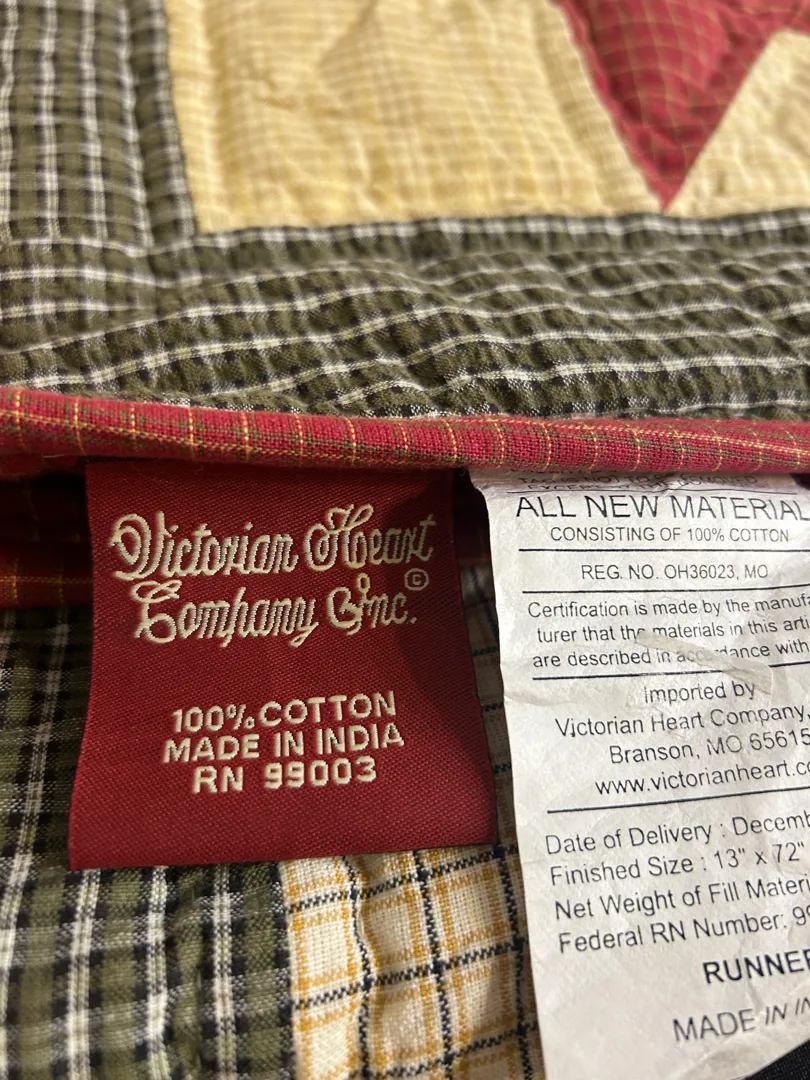 Victorian Heart
Company Inc.©
100% COTTON
MADE IN INDIA
RN 99003
ALL NEW MATERIAL
CONSISTING OF 100% COTTON
REG. NO. OH36023, MO
Certification is made by the manufa
turer that the materials in this arti
are described in accordance with
Imported by
Victorian Heart Company,
Branson, MO 65615
www.victorianheart.co
Date of Delivery : Decemb
Finished Size : 13" x 72"
Net Weight of Fill Materi
Federal RN Number: 99
RUNNER
MADE IN IN